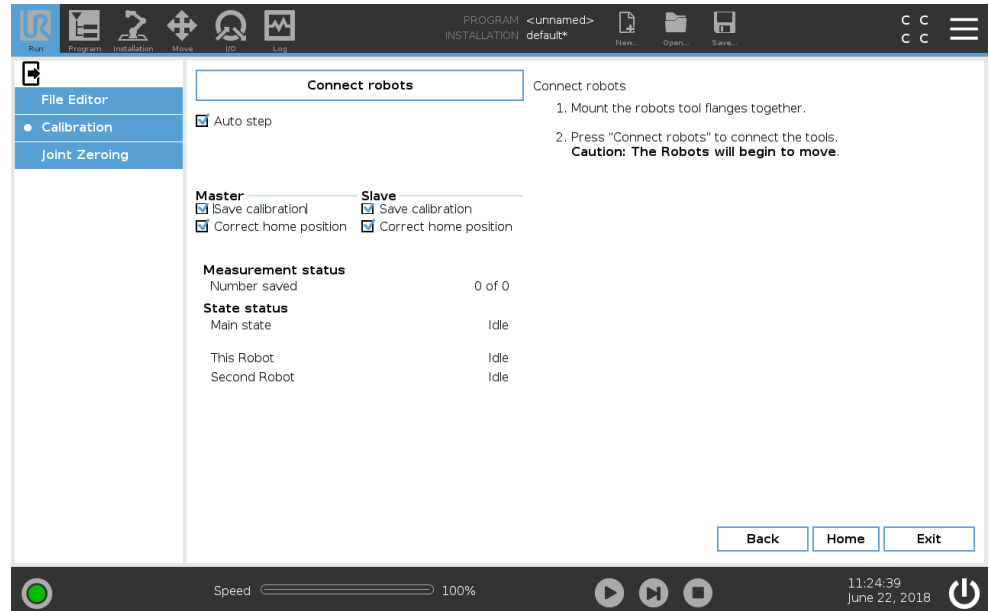 PROGRAM <unnamed>
INSTALLATION default*
Run Program Installation Move I/O Log New... Open... Save...
C C
C C
File Editor
Calibration
Joint Zeroing
Connect robots
Auto step
Master Slave
Save calibration Save calibration
Correct home position Correct home position
Measurement status
Number saved 0 of 0
State status
Main state Idle
This Robot Idle
Second Robot Idle
Connect robots
1. Mount the robots tool flanges together.
2. Press "Connect robots" to connect the tools.
Caution: The Robots will begin to move.
Back Home Exit
Speed 100%
11:24:39
June 22, 2018